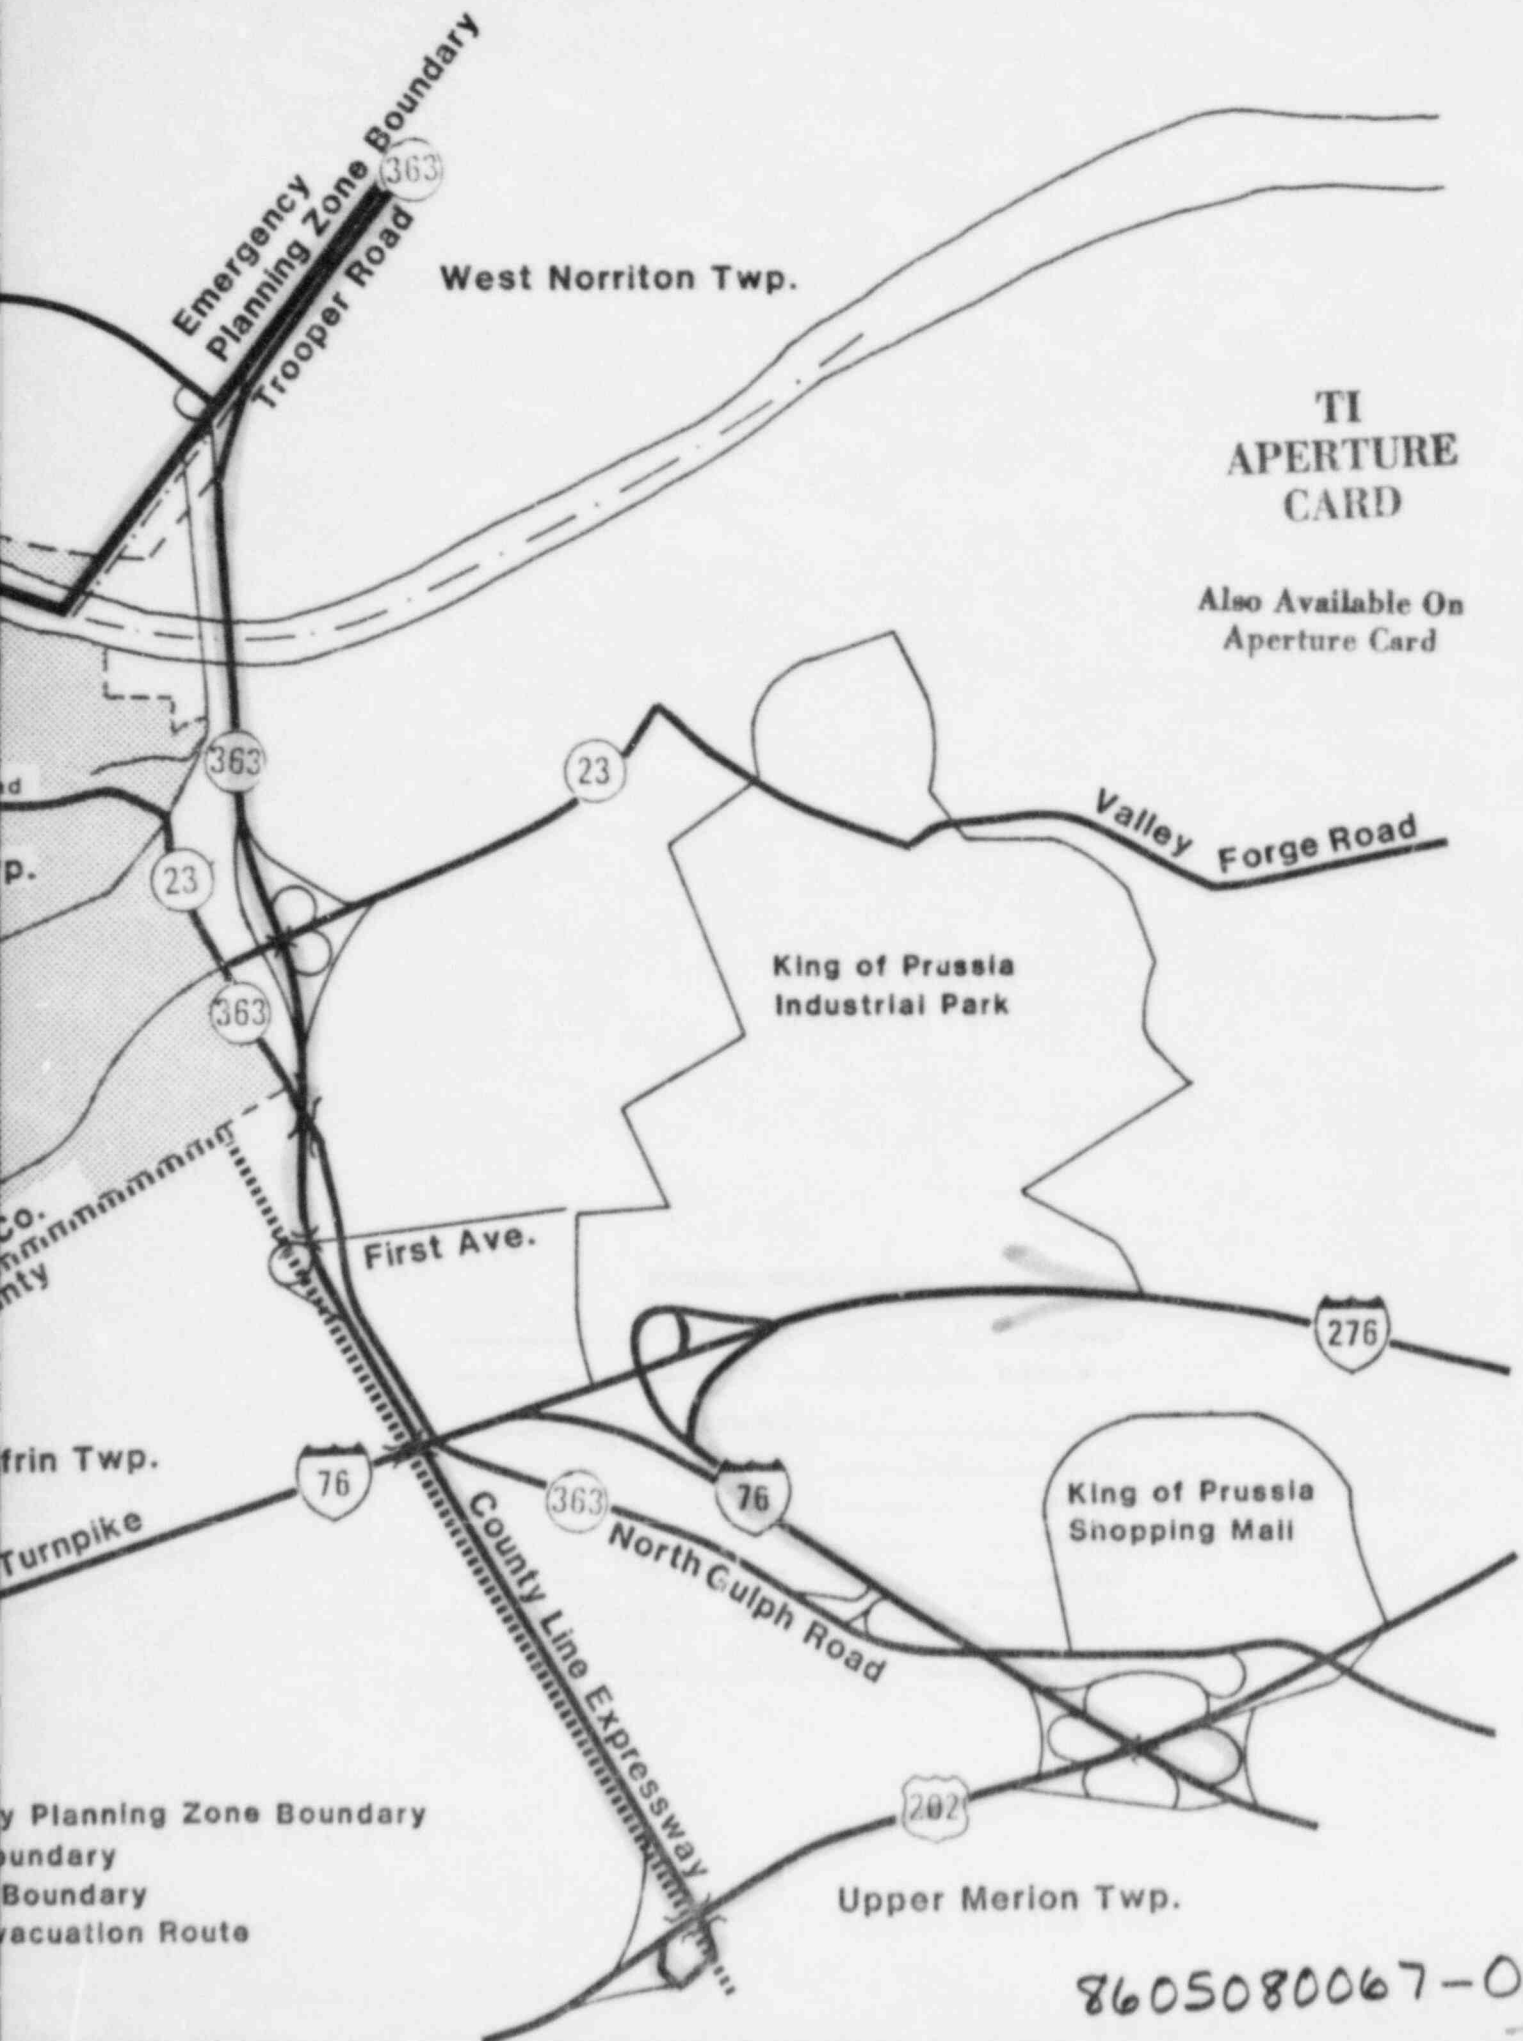 Emergency
Planning Zone Boundary
363
Trooper Road
West Norriton Twp.
TI
APERTURE
CARD
Also Available On
Aperture Card
363
23
Valley
Forge Road
23
p.
King of Prussia
Industrial Park
363
Co.
nty
First Ave.
276
frin Twp.
76
Turnpike
363
76
King of Prussia
Shopping Mall
County Line Expressway
North Gulph Road
202
y Planning Zone Boundary
oundary
Boundary
vacuation Route
Upper Merion Twp.
8605080067-0